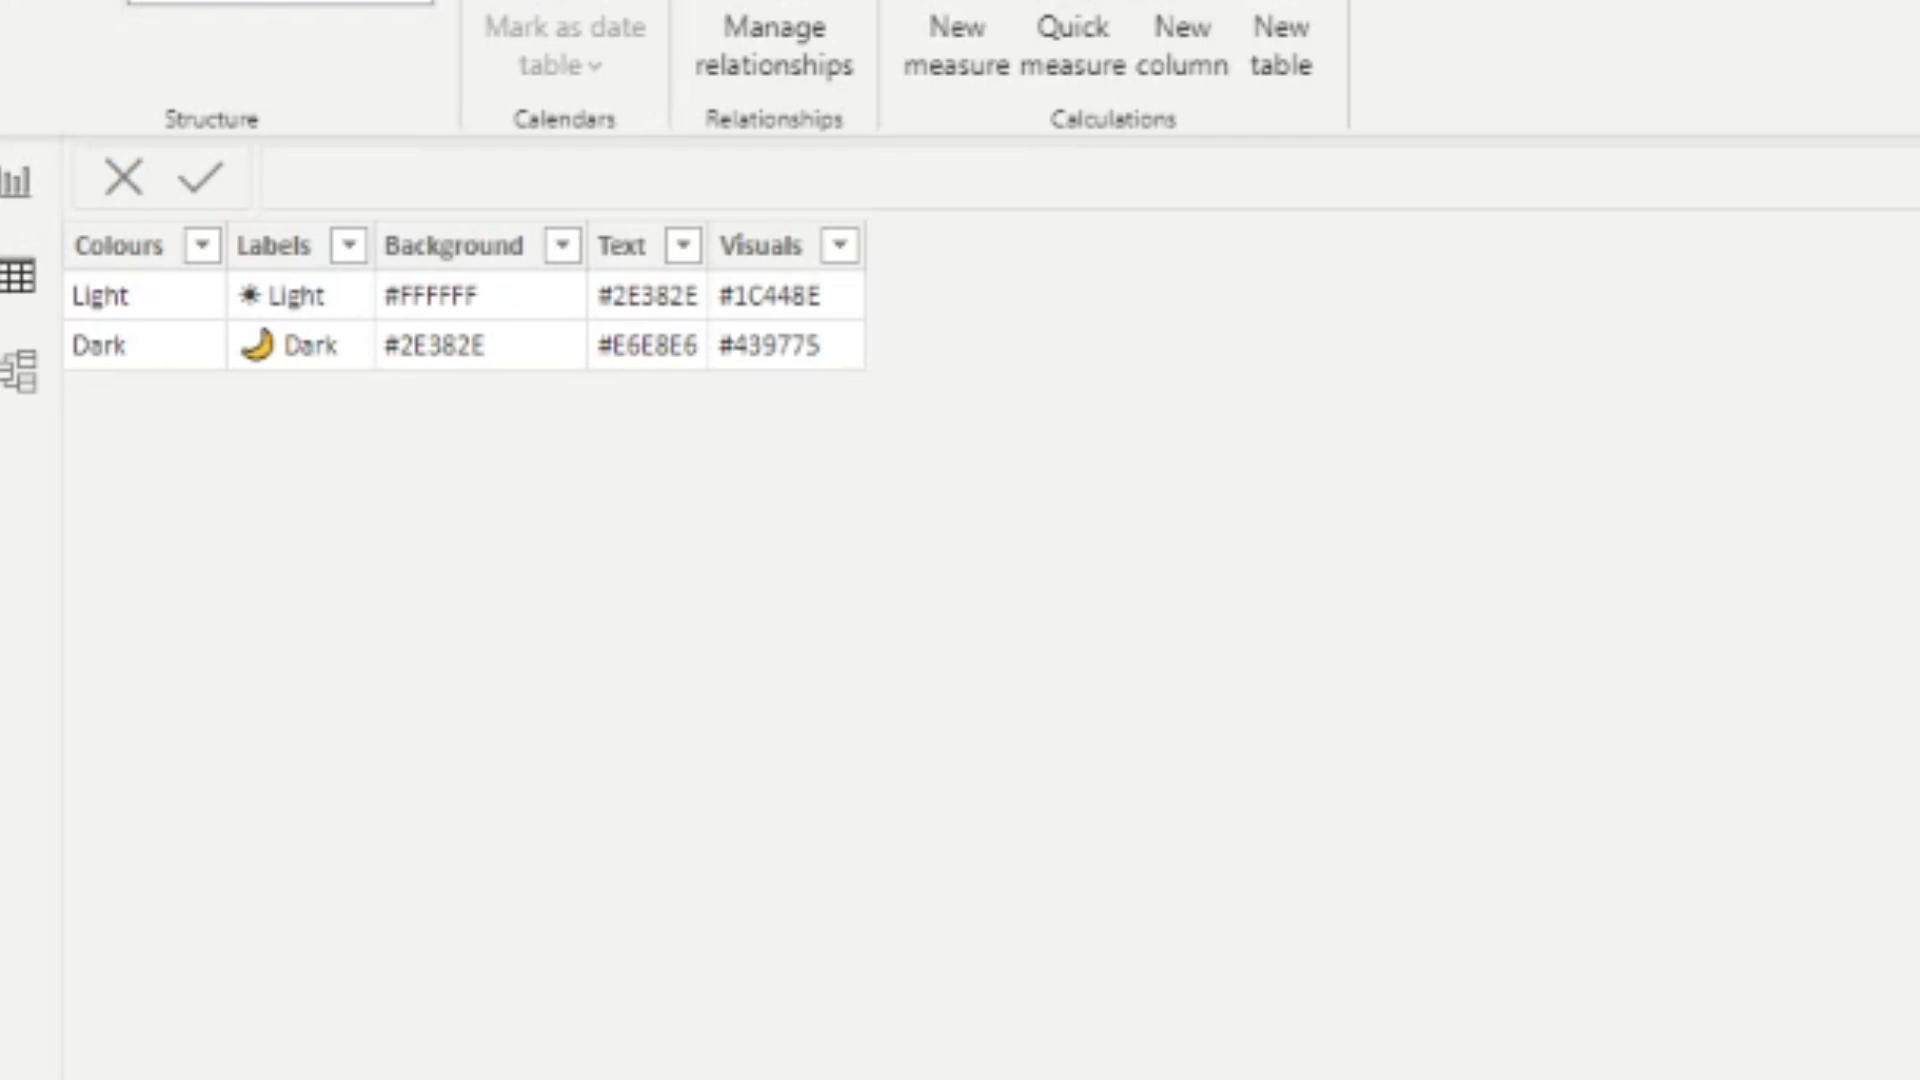 Mark as date table
Manage relationships
New measure
Quick measure
New column
New table
Structure
Calendars
Relationships
Calculations
Colours Labels Background Text Visuals
Light ☀ Light #FFFFFF #2E382E #1C448E
Dark 🌙 Dark #2E382E #E6E8E6 #439775